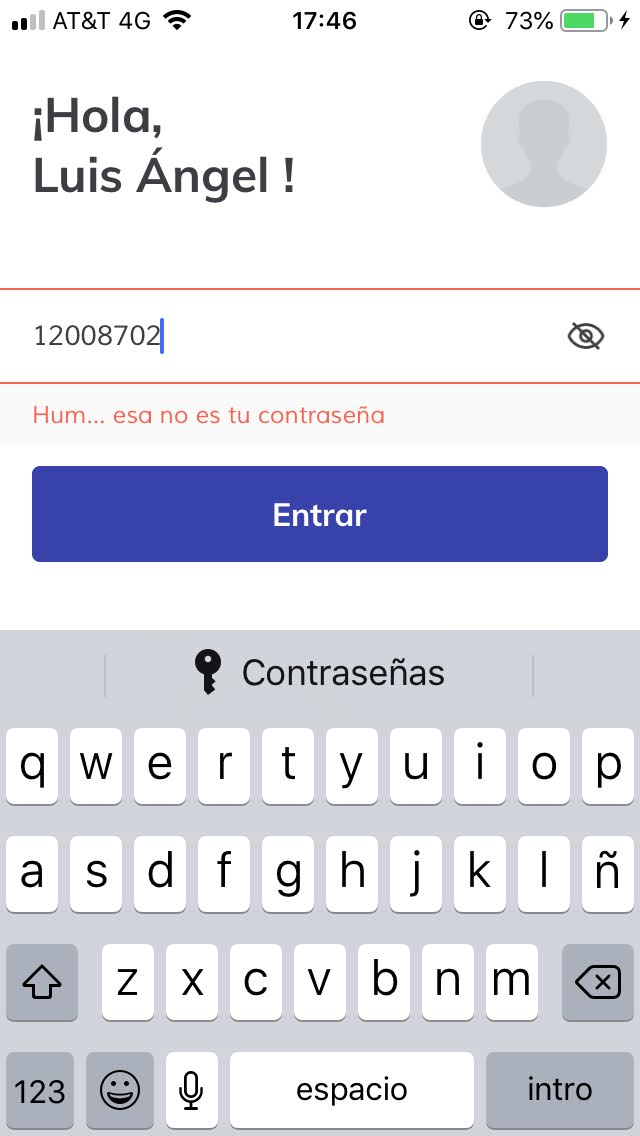 AT&T 4G 17:46 73%
¡Hola,
Luis Ángel !
12008702
Hum... esa no es tu contraseña
Entrar
Contraseñas
q w e r t y u i o p
a s d f g h j k l ñ
z x c v b n m
123 espacio intro